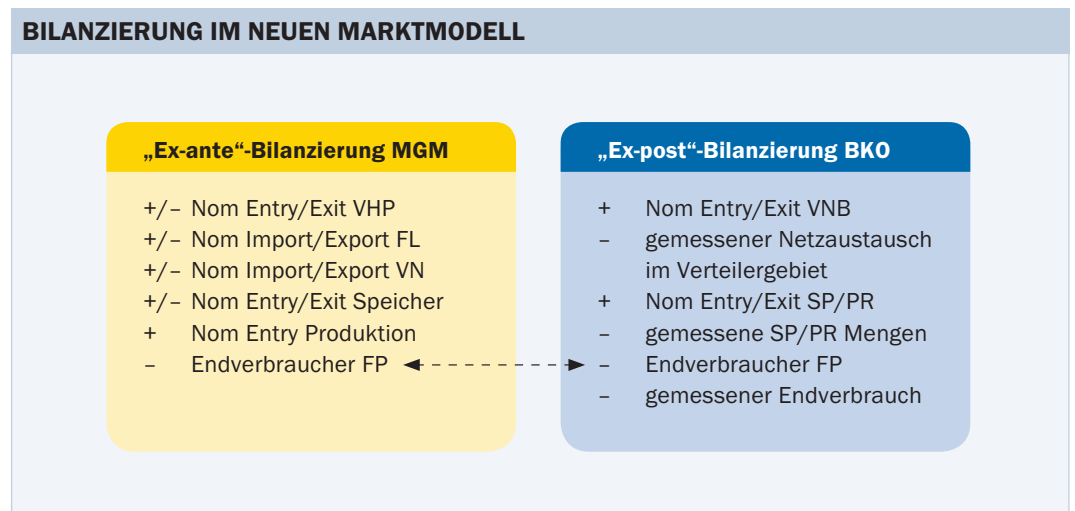 BILANZIERUNG IM NEUEN MARKTMODELL
„Ex-ante“-Bilanzierung MGM
+/– Nom Entry/Exit VHP
+/– Nom Import/Export FL
+/– Nom Import/Export VN
+/– Nom Entry/Exit Speicher
+ Nom Entry Produktion
– Endverbraucher FP
„Ex-post“-Bilanzierung BKO
+ Nom Entry/Exit VNB
– gemessener Netzaustausch
im Verteilergebiet
+ Nom Entry/Exit SP/PR
– gemessene SP/PR Mengen
– Endverbraucher FP
– gemessener Endverbrauch